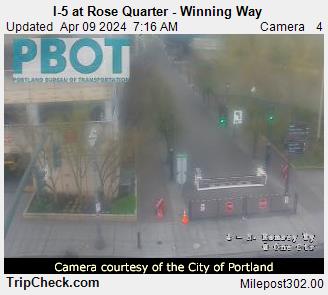 I-5 at Rose Quarter - Winning Way
Updated Apr 09 2024 7:16 AM Camera 4
PBOT
PORTLAND BUREAU OF TRANSPORTATION
Camera courtesy of the City of Portland
TripCheck.com Milepost302.00